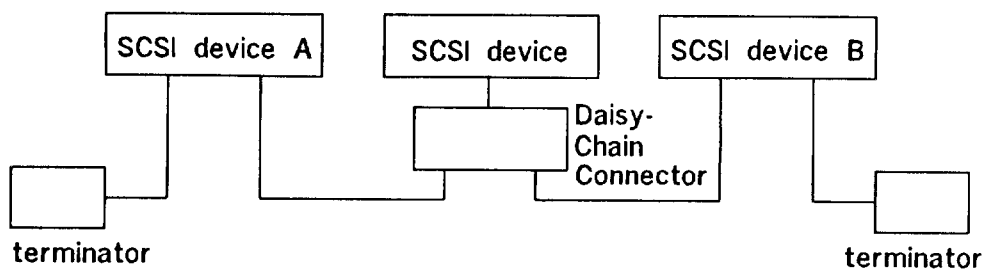 SCSI device A
SCSI device
SCSI device B
Daisy-
Chain
Connector
terminator
terminator